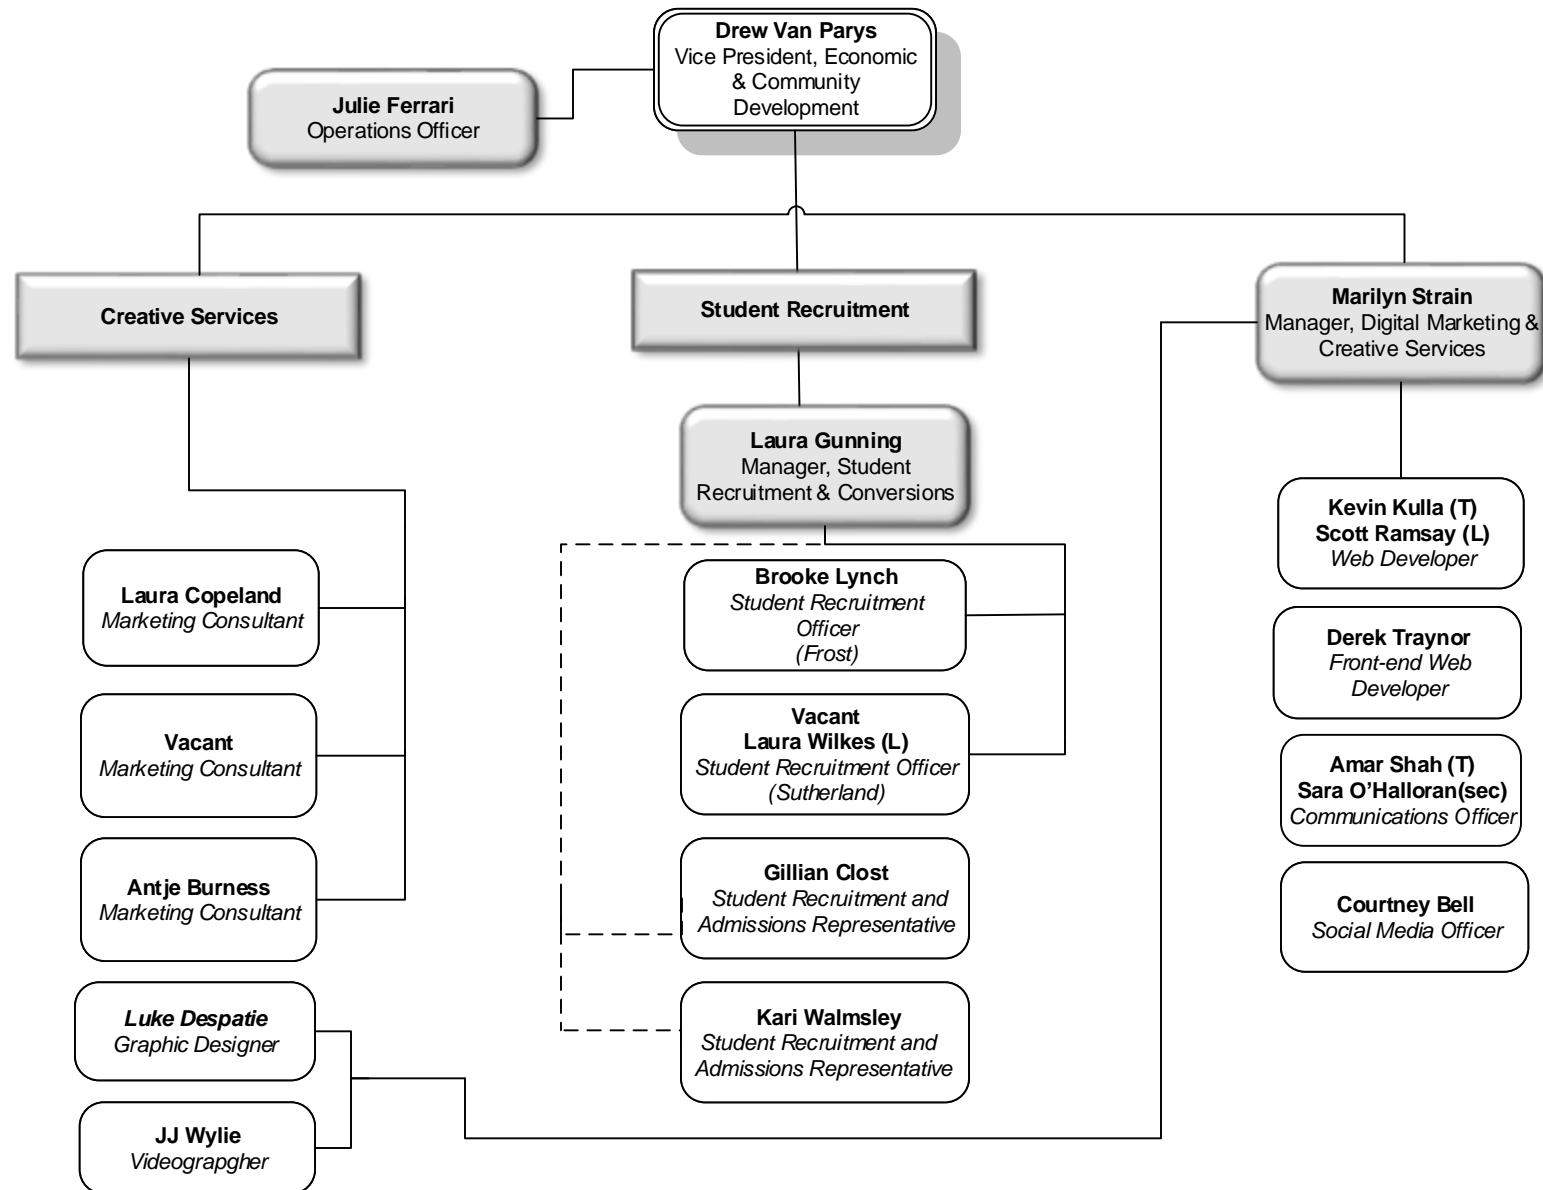 Drew Van Parys
Vice President, Economic
& Community
Development
Julie Ferrari
Operations Officer
Creative Services
Student Recruitment
Marilyn Strain
Manager, Digital Marketing &
Creative Services
Laura Gunning
Manager, Student
Recruitment & Conversions
Laura Copeland
Marketing Consultant
Vacant
Marketing Consultant
Antje Burness
Marketing Consultant
Luke Despatie
Graphic Designer
JJ Wylie
Videograpgher
Brooke Lynch
Student Recruitment
Officer
(Frost)
Vacant
Laura Wilkes (L)
Student Recruitment Officer
(Sutherland)
Gillian Clost
Student Recruitment and
Admissions Representative
Kari Walmsley
Student Recruitment and
Admissions Representative
Kevin Kulla (T)
Scott Ramsay (L)
Web Developer
Derek Traynor
Front-end Web
Developer
Amar Shah (T)
Sara O’Halloran(sec)
Communications Officer
Courtney Bell
Social Media Officer